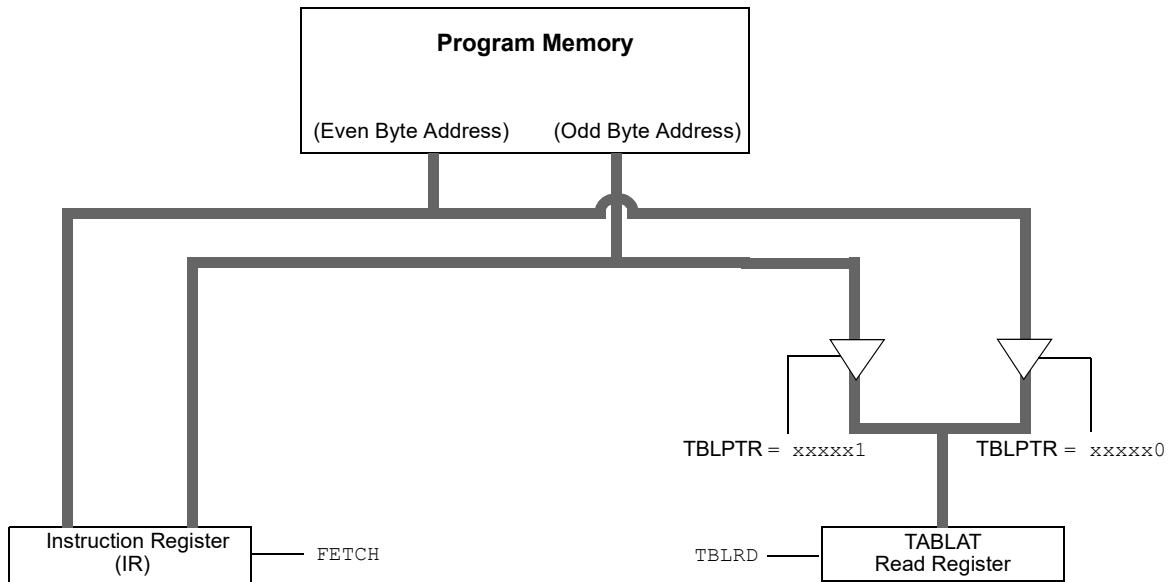 Program Memory
(Even Byte Address) (Odd Byte Address)
TBLPTR = xxxxx1
TBLPTR = xxxxx0
Instruction Register
(IR)
FETCH
TBLRD
TABLAT
Read Register